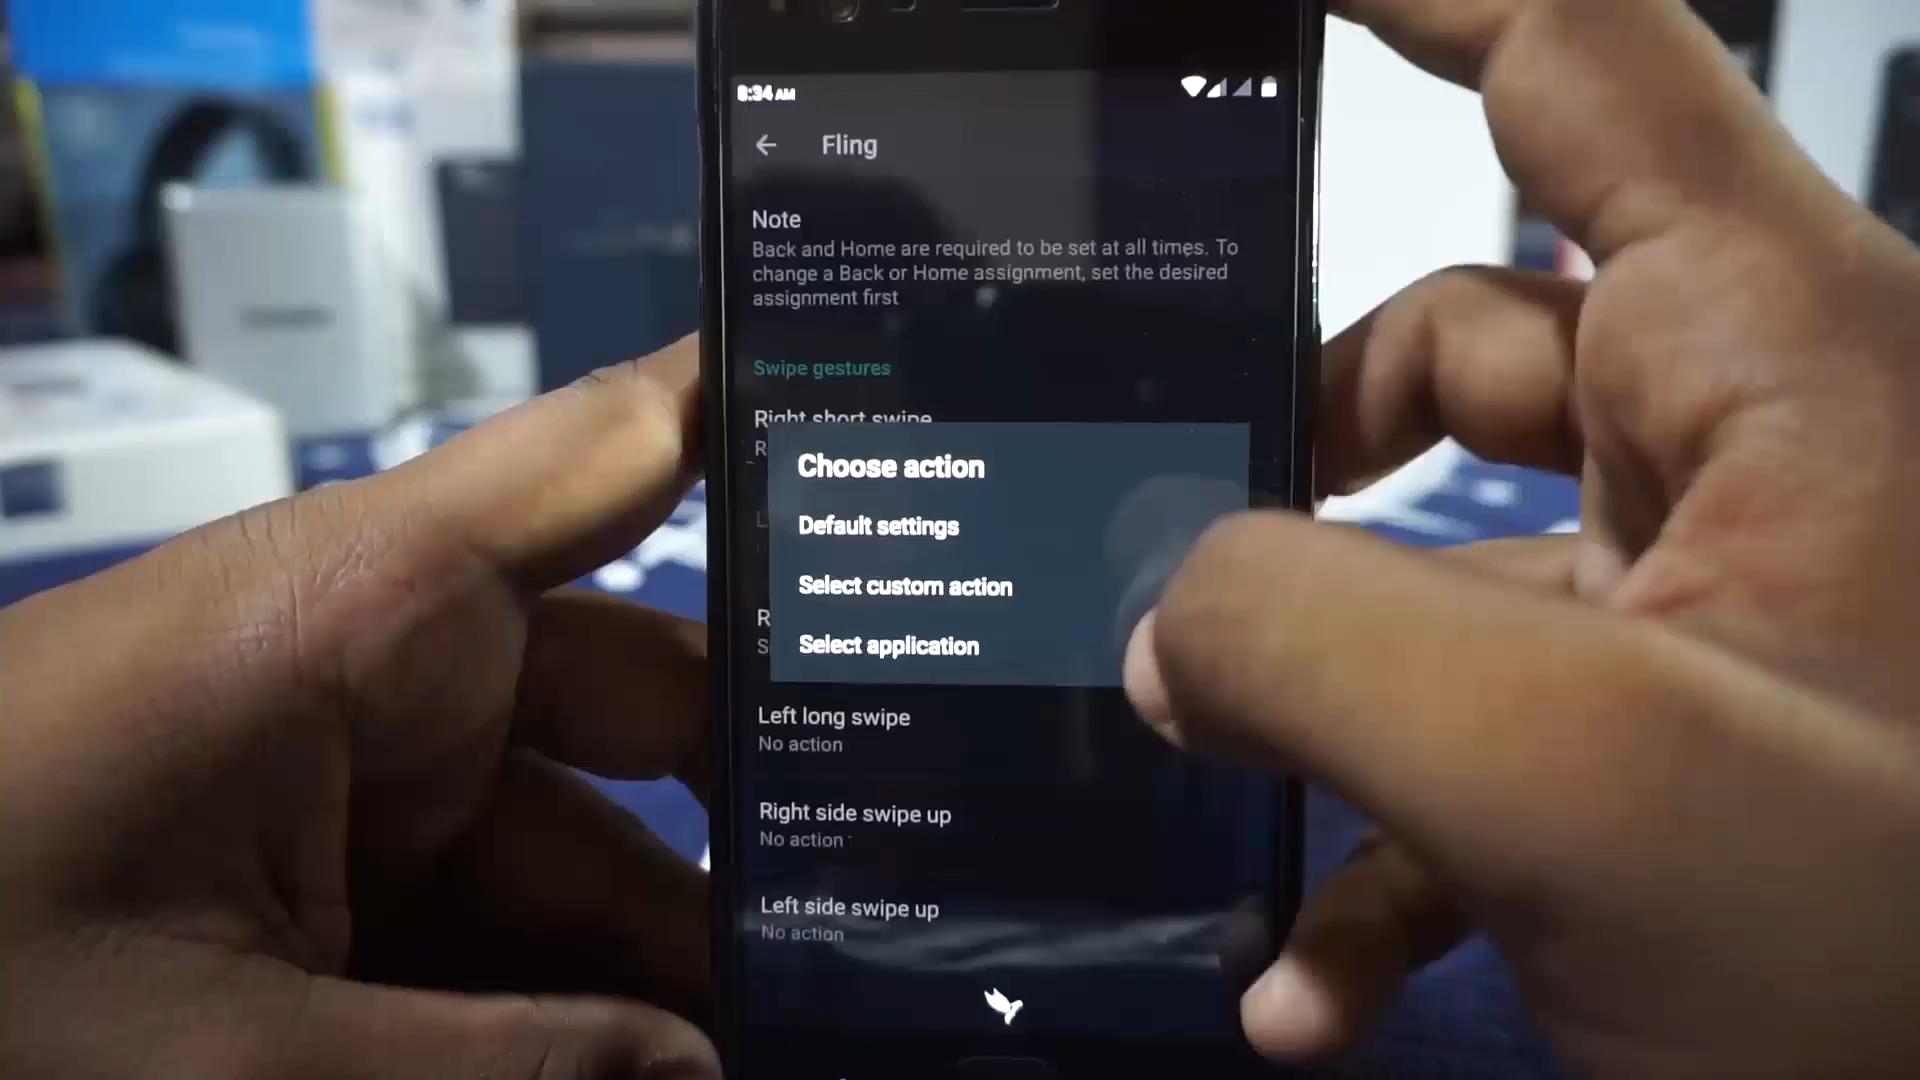 8:34 AM
Fling
Note
Back and Home are required to be set at all times. To
change a Back or Home assignment, set the desired
assignment first
Swipe gestures
Right short swipe
R
Choose action
Default settings
Select custom action
Select application
R
S
Left long swipe
No action
Right side swipe up
No action
Left side swipe up
No action